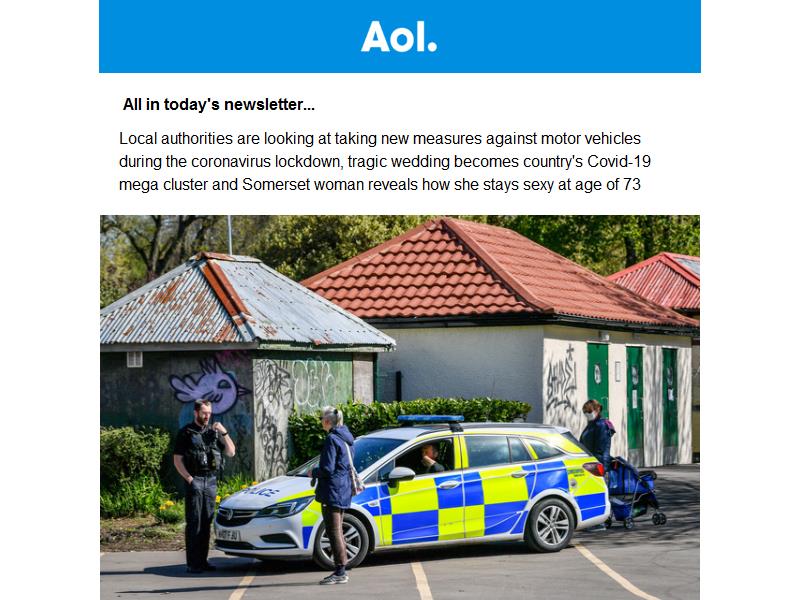 Aol.
All in today's newsletter...
Local authorities are looking at taking new measures against motor vehicles
during the coronavirus lockdown, tragic wedding becomes country's Covid-19
mega cluster and Somerset woman reveals how she stays sexy at age of 73
POLICE